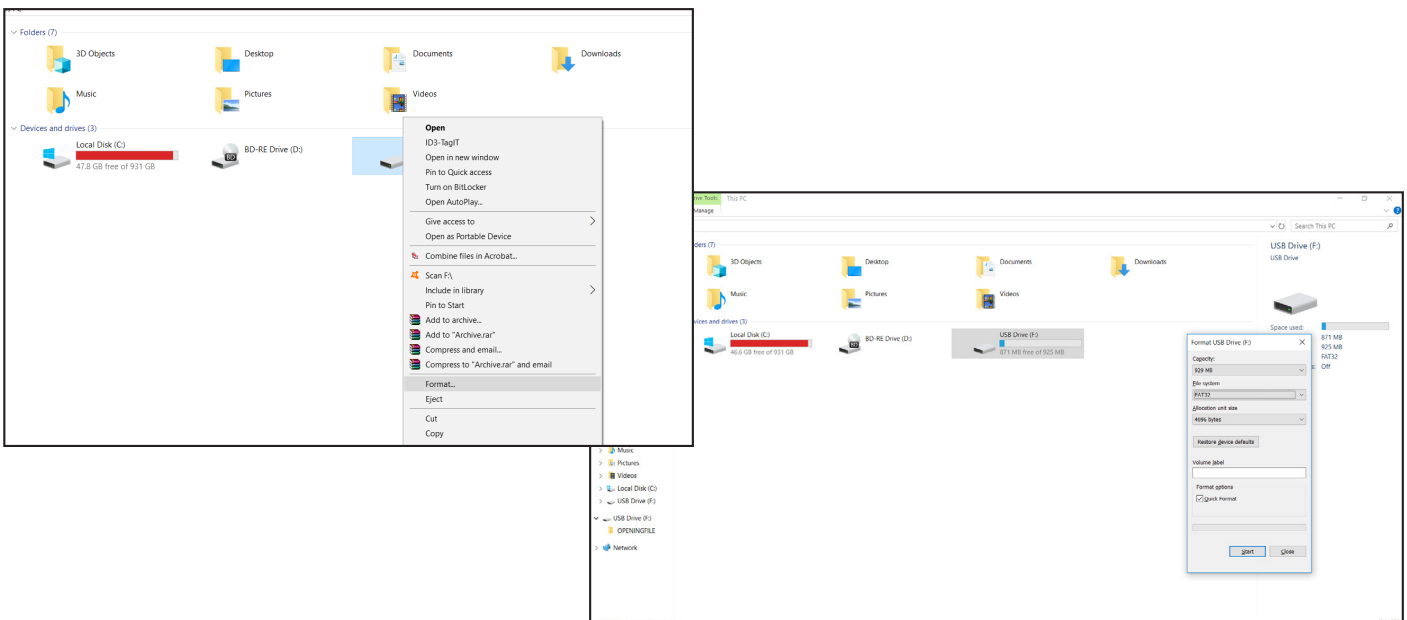 Folders (7)
3D Objects
Desktop
Documents
Downloads
Music
Pictures
Videos
Devices and drives (3)
Local Disk (C:)
47.8 GB free of 931 GB
BD-RE Drive (D:)
Open
ID3-TagIT
Open in new window
Pin to Quick access
Turn on BitLocker
Open AutoPlay...
Give access to
Open as Portable Device
Combine files in Acrobat...
Scan F:\
Include in library
Pin to Start
Add to archive...
Add to "Archive.rar"
Compress and email...
Compress to "Archive.rar" and email
Format...
Eject
Cut
Copy
Tools
This PC
Manage
Search This PC
(7)
3D Objects
Desktop
Documents
Downloads
Music
Pictures
Videos
and drives (3)
Local Disk (C:)
46.6 GB free of 931 GB
BD-RE Drive (D:)
USB Drive (F:)
871 MB free of 925 MB
USB Drive (F:)
USB Drive
Space used:
871 MB
925 MB
FAT32
Off
Format USB Drive (F:)
Capacity:
929 MB
File system
FAT32
Allocation unit size
4096 bytes
Restore device defaults
Volume label
Format options
Quick Format
Start
Close
Music
Pictures
Videos
Local Disk (C:)
USB Drive (F:)
USB Drive (F:)
OPENINGFILE
Network